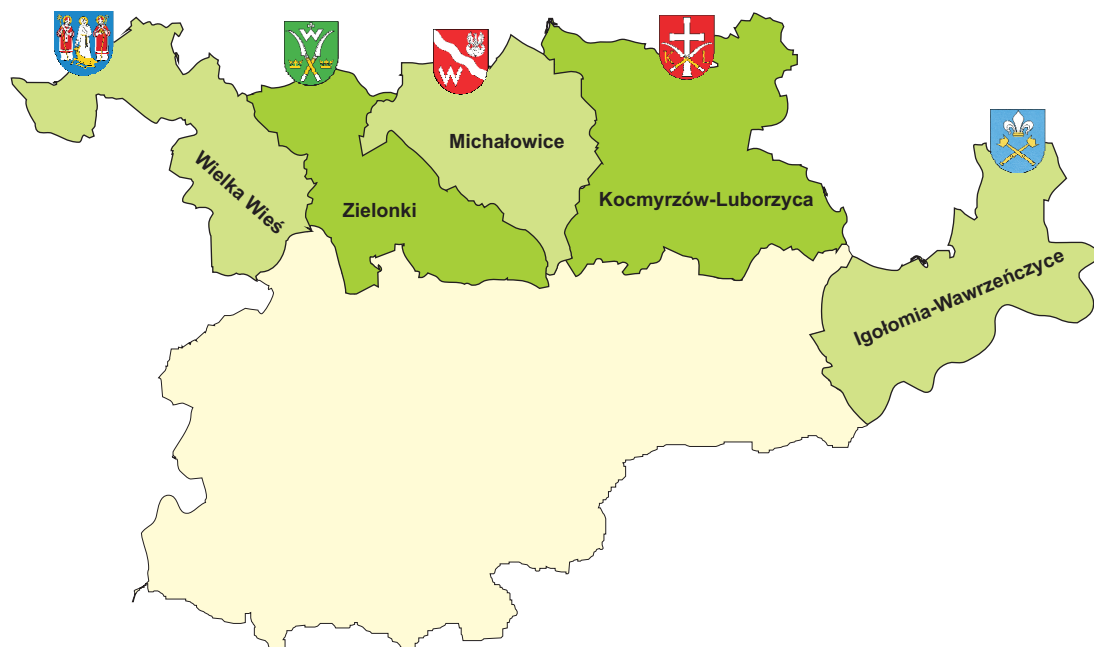 W
W
K Ł
Michałowice
Wielka Wieś
Zielonki
Kocmyrzów-Luborzyca
Igołomia-Wawrzeńczyce